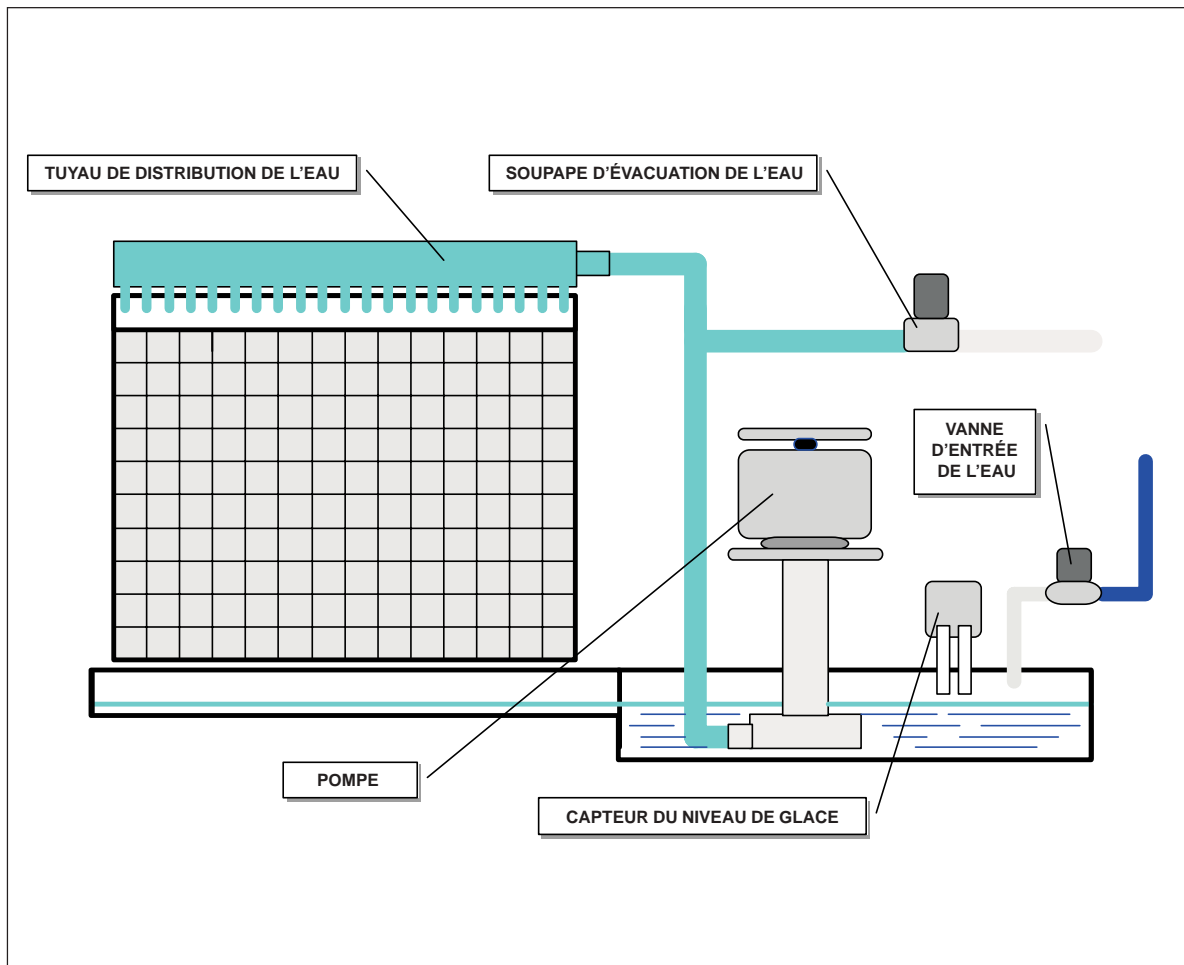 TUYAU DE DISTRIBUTION DE L’EAU
SOUPAPE D’ÉVACUATION DE L’EAU
VANNE
D’ENTRÉE
DE L’EAU
POMPE
CAPTEUR DU NIVEAU DE GLACE